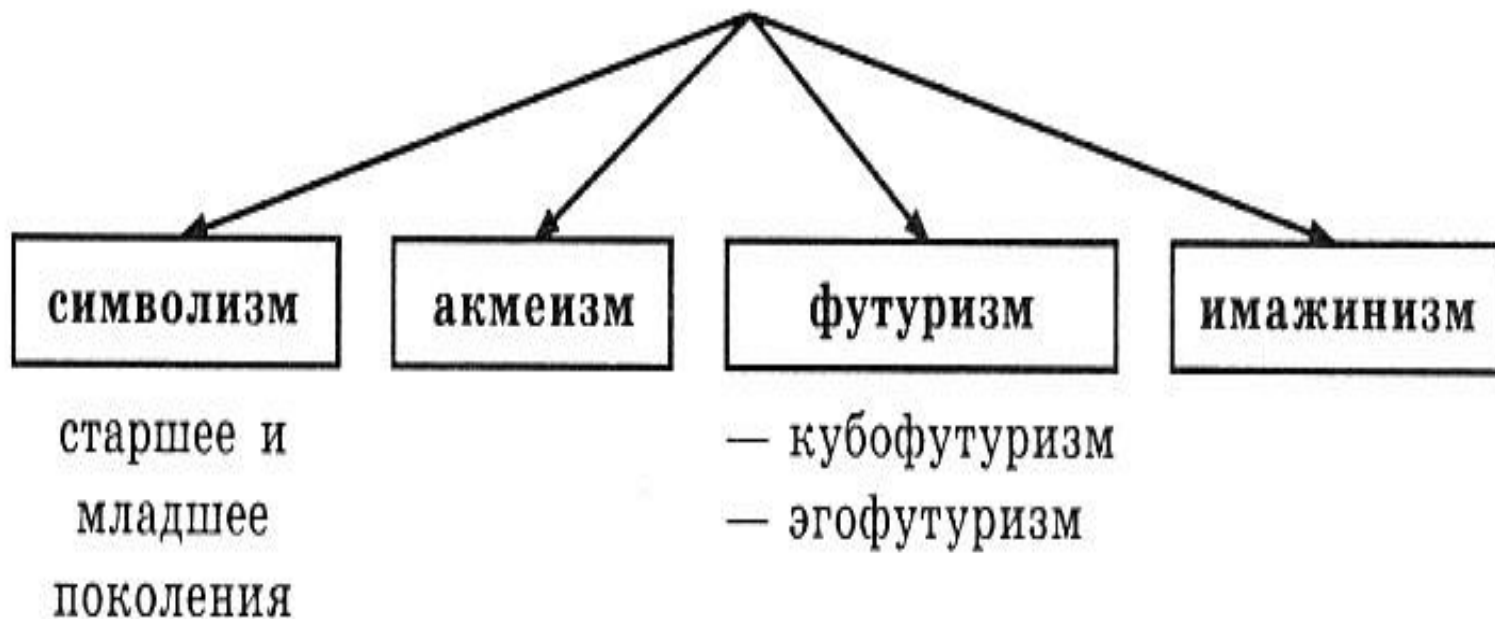 символизм
акмеизм
футуризм
имажинизм
старшее и
младшее
поколения
— кубофутуризм
— эгофутуризм